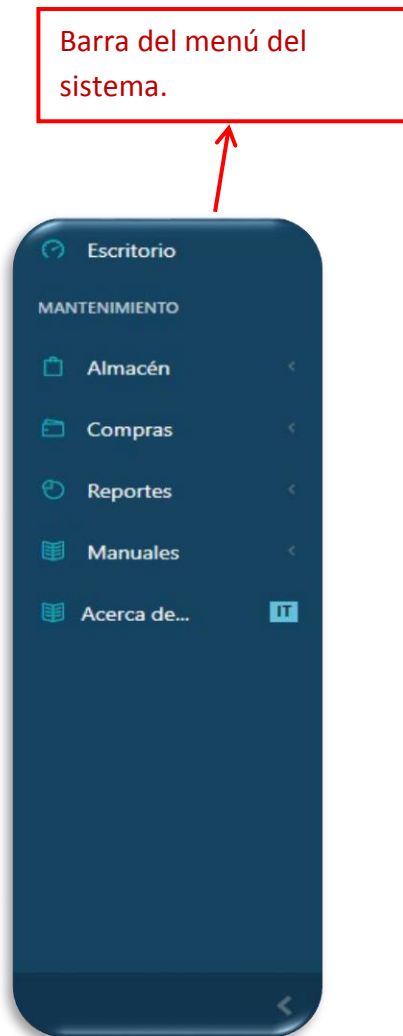 Barra del menú del
sistema.
Escritorio
MANTENIMIENTO
Almacén
Compras
Reportes
Manuales
Acerca de... IT